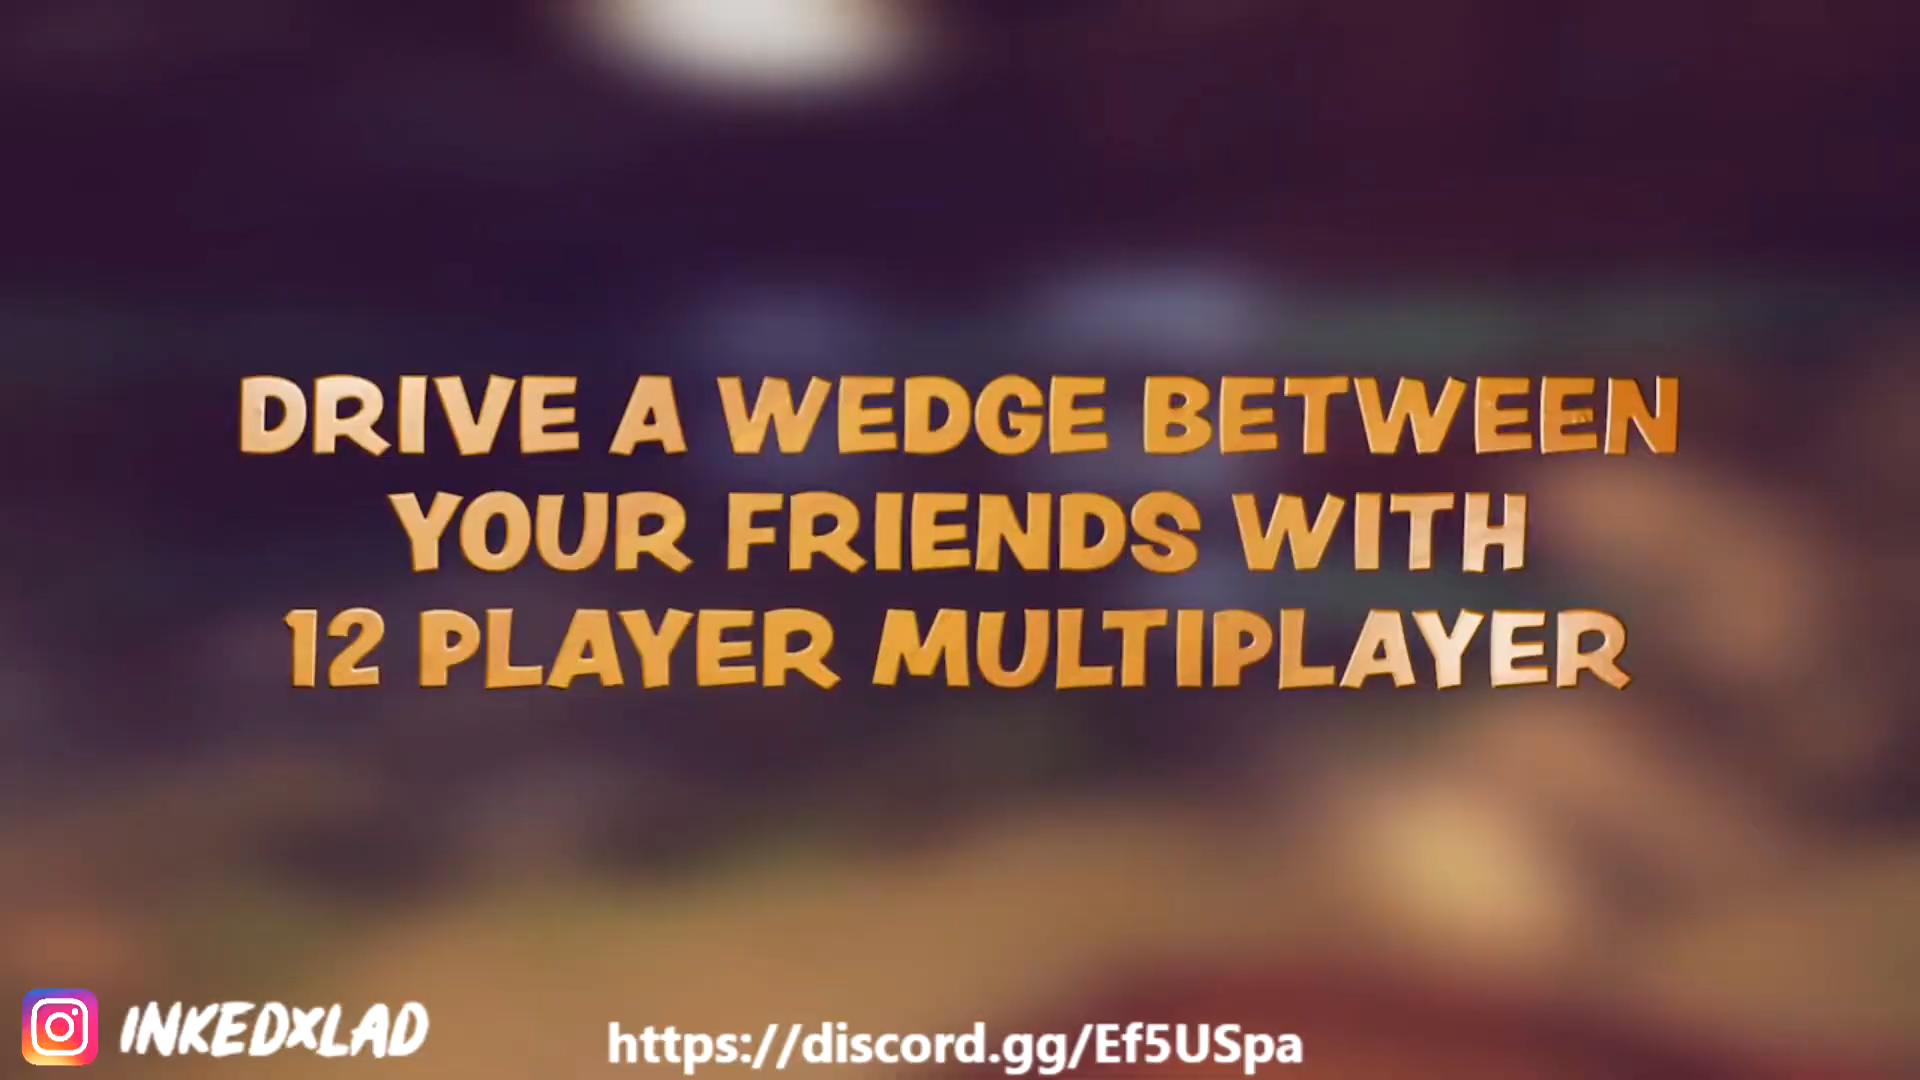 DRIVE A WEDGE BETWEEN
YOUR FRIENDS WITH
12 PLAYER MULTIPLAYER
INKEDXLAD
https://discord.gg/Ef5USpa